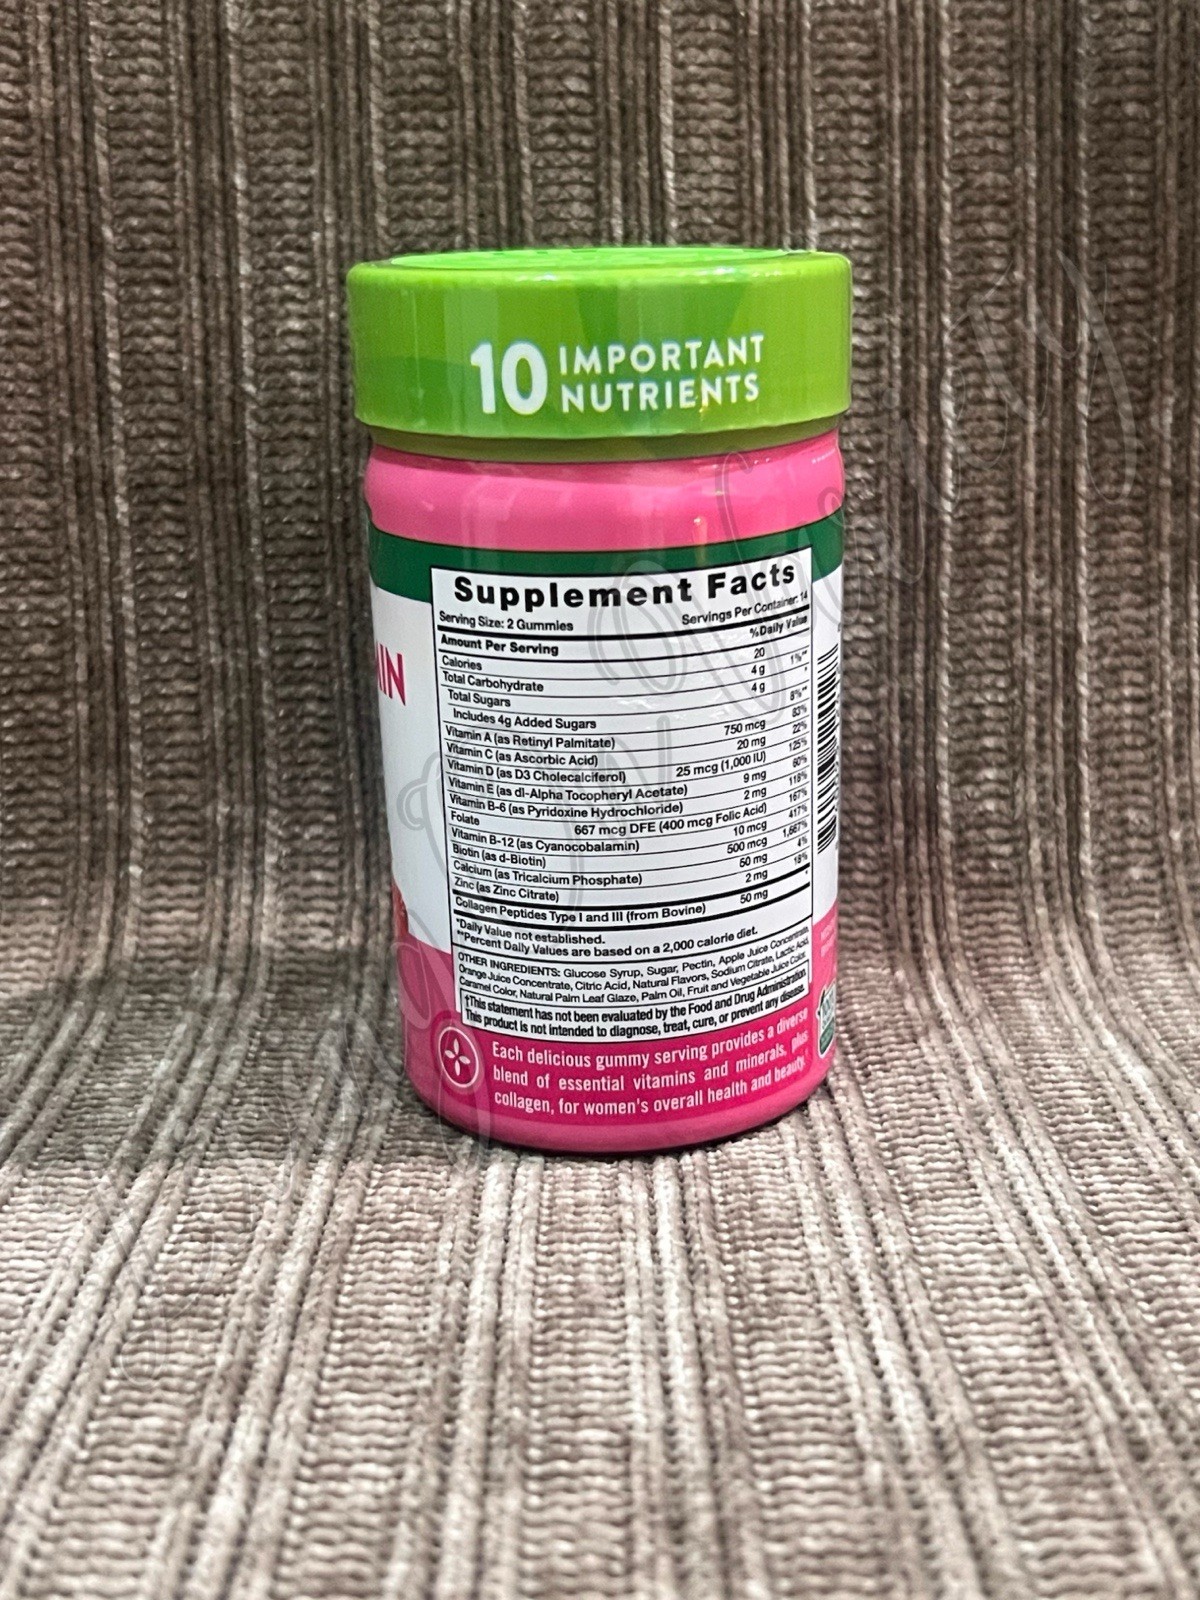 10 IMPORTANT
NUTRIENTS
Supplement Facts
Serving Size: 2 Gummies Servings Per Container: 14
Amount Per Serving %Daily Value
Calories 20
Total Carbohydrate 4 g 1%**
Total Sugars 4 g *
Includes 4g Added Sugars 8%**
Vitamin A (as Retinyl Palmitate) 750 mcg 83%
Vitamin C (as Ascorbic Acid) 20 mg 22%
Vitamin D (as D3 Cholecalciferol) 25 mcg (1,000 IU) 125%
Vitamin E (as dl-Alpha Tocopheryl Acetate) 9 mg 60%
Vitamin B-6 (as Pyridoxine Hydrochloride) 2 mg 118%
Folate 667 mcg DFE (400 mcg Folic Acid) 167%
Vitamin B-12 (as Cyanocobalamin) 10 mcg 417%
Biotin (as d-Biotin) 500 mcg 1,667%
Calcium (as Tricalcium Phosphate) 50 mg 4%
Zinc (as Zinc Citrate) 2 mg 18%
Collagen Peptides Type I and III (from Bovine) 50 mg *
*Daily Value not established.
**Percent Daily Values are based on a 2,000 calorie diet.
OTHER INGREDIENTS: Glucose Syrup, Sugar, Pectin, Apple Juice Concentrate,
Orange Juice Concentrate, Citric Acid, Natural Flavors, Sodium Citrate, Lactic Acid,
Caramel Color, Natural Palm Leaf Glaze, Palm Oil, Fruit and Vegetable Juice Color.
†This statement has not been evaluated by the Food and Drug Administration.
This product is not intended to diagnose, treat, cure, or prevent any disease.
Each delicious gummy serving provides a diverse
blend of essential vitamins and minerals, plus
collagen, for women's overall health and beauty.